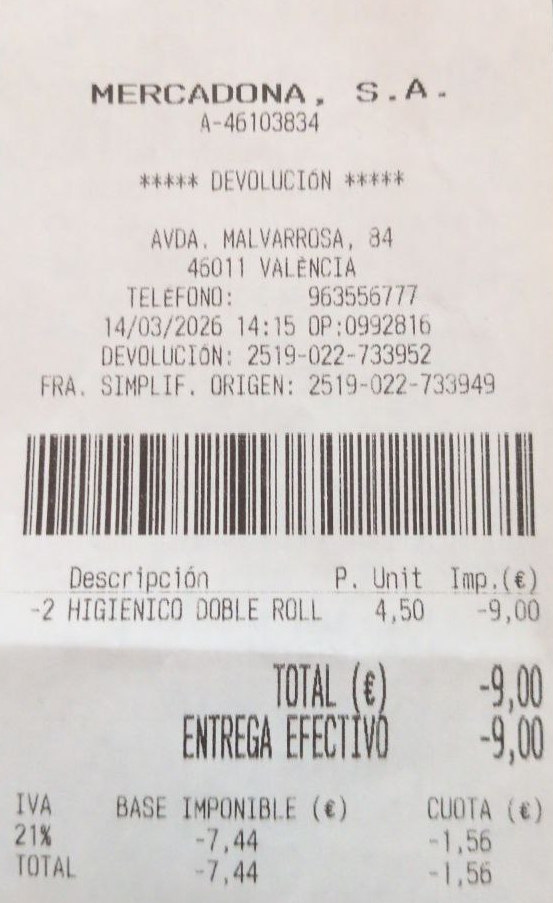 MERCADONA, S.A.
A-46103834
***** DEVOLUCIÓN *****
AVDA. MALVARROSA, 84
46011 VALÈNCIA
TELÉFONO: 963556777
14/03/2026 14:15 OP:0992816
DEVOLUCIÓN: 2519-022-733952
FRA. SIMPLIF. ORIGEN: 2519-022-733949
Descripción P. Unit Imp.(€)
-2 HIGIENICO DOBLE ROLL 4,50 -9,00
TOTAL (€) -9,00
ENTREGA EFECTIVO -9,00
IVA BASE IMPONIBLE (€) CUOTA (€)
21% -7,44 -1,56
TOTAL -7,44 -1,56